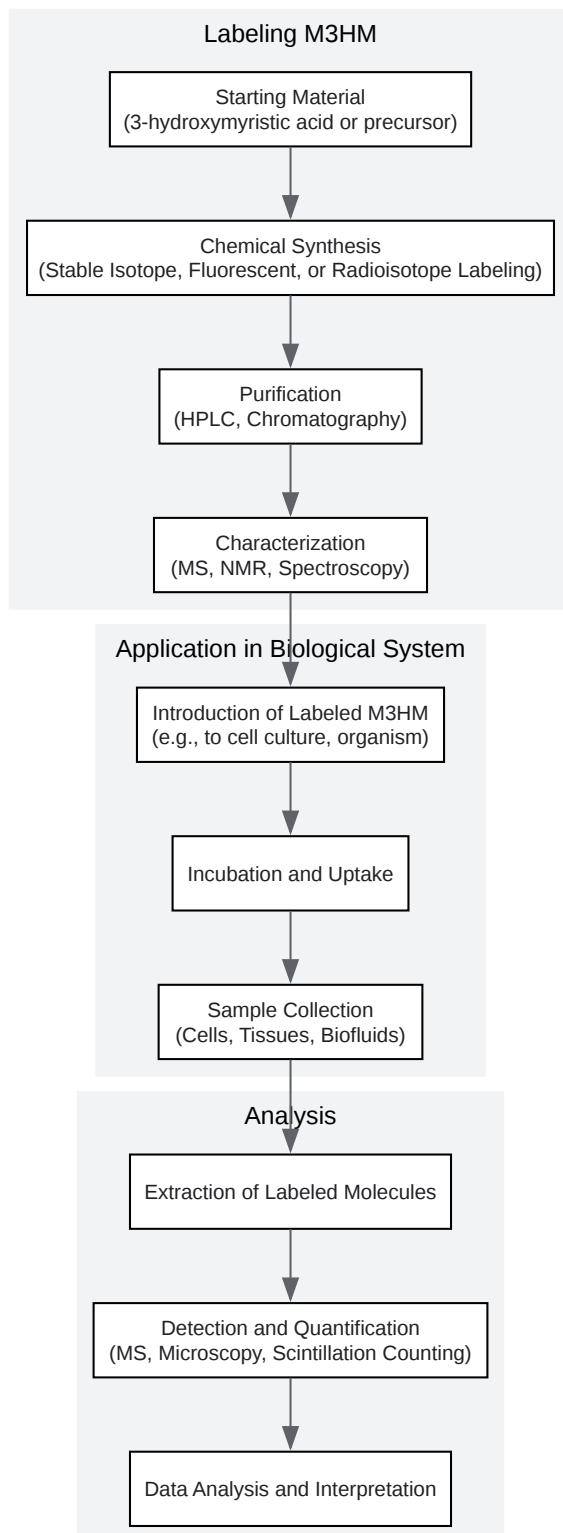 Labeling M3HM
Starting Material
(3-hydroxymyristic acid or precursor)
Chemical Synthesis
(Stable Isotope, Fluorescent, or Radioisotope Labeling)
Purification
(HPLC, Chromatography)
Characterization
(MS, NMR, Spectroscopy)
Application in Biological System
Introduction of Labeled M3HM
(e.g., to cell culture, organism)
Incubation and Uptake
Sample Collection
(Cells, Tissues, Biofluids)
Analysis
Extraction of Labeled Molecules
Detection and Quantification
(MS, Microscopy, Scintillation Counting)
Data Analysis and Interpretation